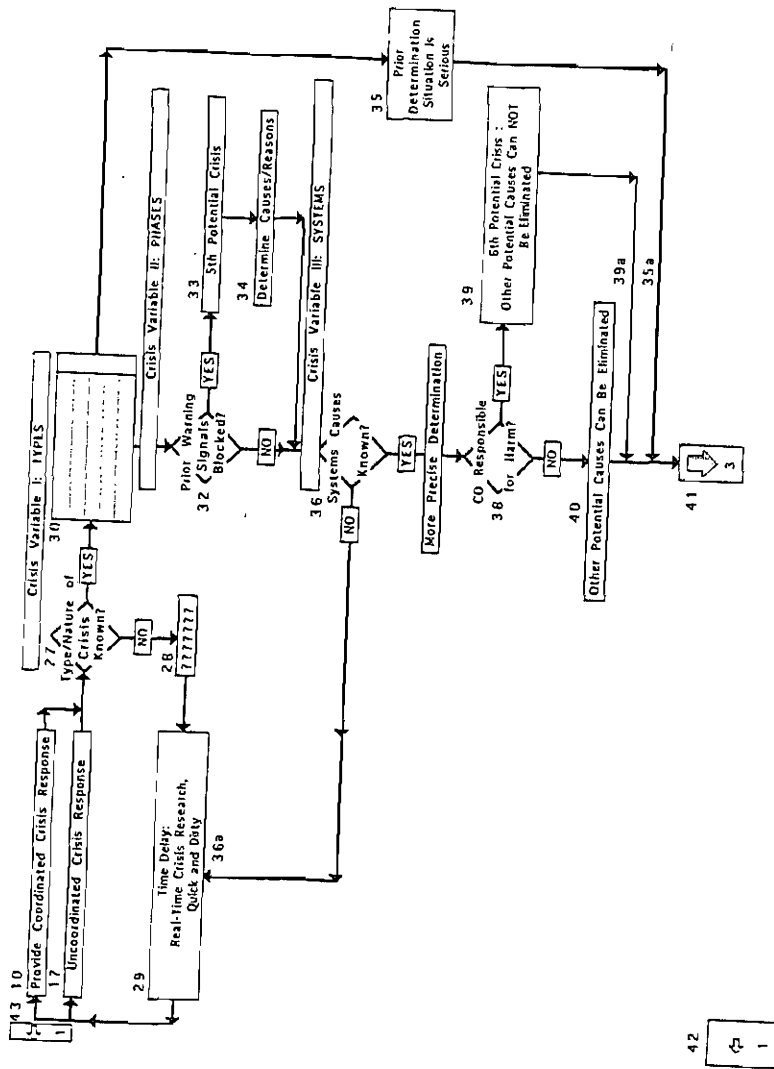 43
1
10
Provide Coordinated Crisis Response
17
Uncoordinated Crisis Response
27
Type/Nature of
Crisis
Known?
YES
NO
28
???????
29
Time Delay:
Real-Time Crisis Research,
Quick and Dirty
36a
Crisis Variable I: TYPES
30
Crisis Variable II: PHASES
Prior Warning
Signals
Blocked?
32
YES
NO
33
5th Potential Crisis
34
Determine Causes/Reasons
Crisis Variable III: SYSTEMS
36
Systems Causes
Known?
NO
YES
More Precise Determination
CO Responsible
for Harm?
38
YES
NO
39
6th Potential Crisis :
Other Potential Causes Can NOT
Be Eliminated
35
Prior
Determination
Situation Is
Serious
40
Other Potential Causes Can Be Eliminated
39a
35a
41
3
42
1